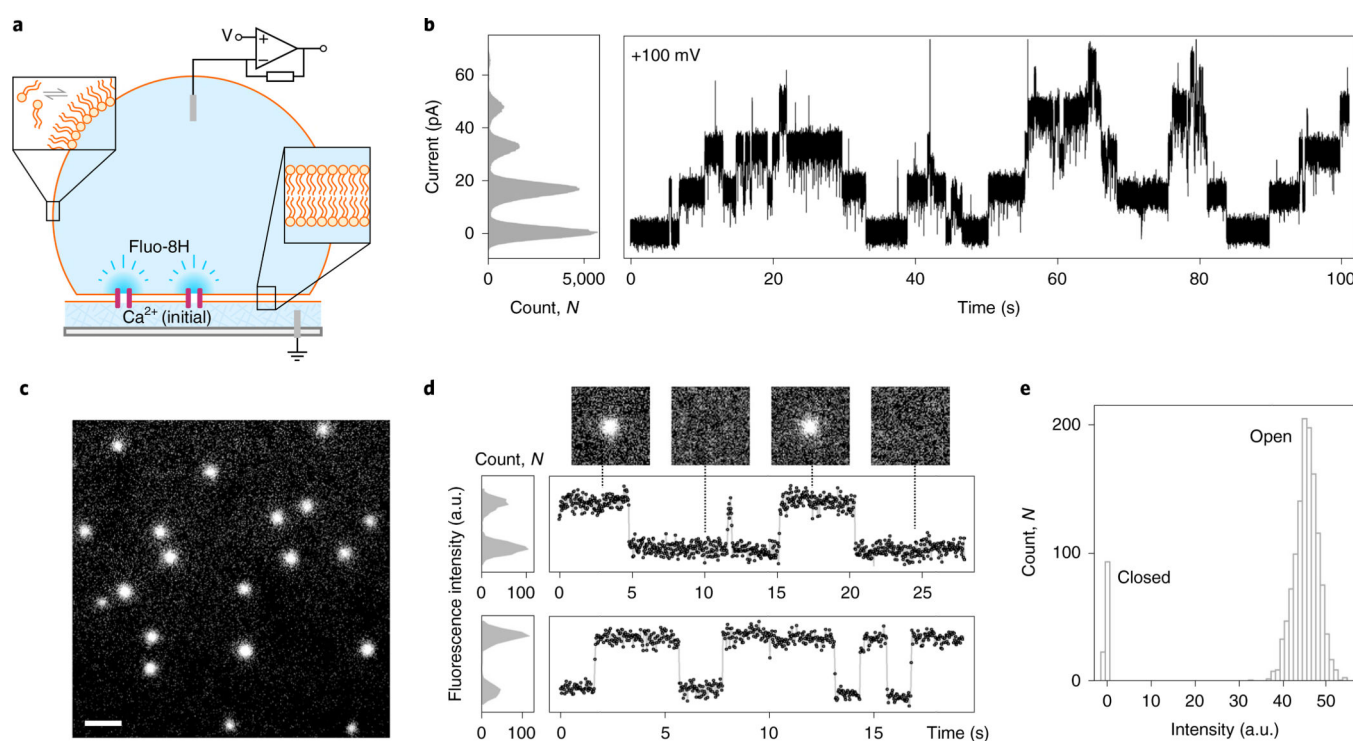 a
V
+
−
Fluo-8H
Ca2+ (initial)
b
+100 mV
Current (pA)
60
40
20
0
0
5,000
Count, N
0
20
40
60
80
100
Time (s)
c
d
Count, N
Fluorescence intensity (a.u.)
0 100
0 5 10 15 20 25
0 100
0 5 10 15 Time (s)
e
Count, N
200
100
0
Open
Closed
0 10 20 30 40 50
Intensity (a.u.)